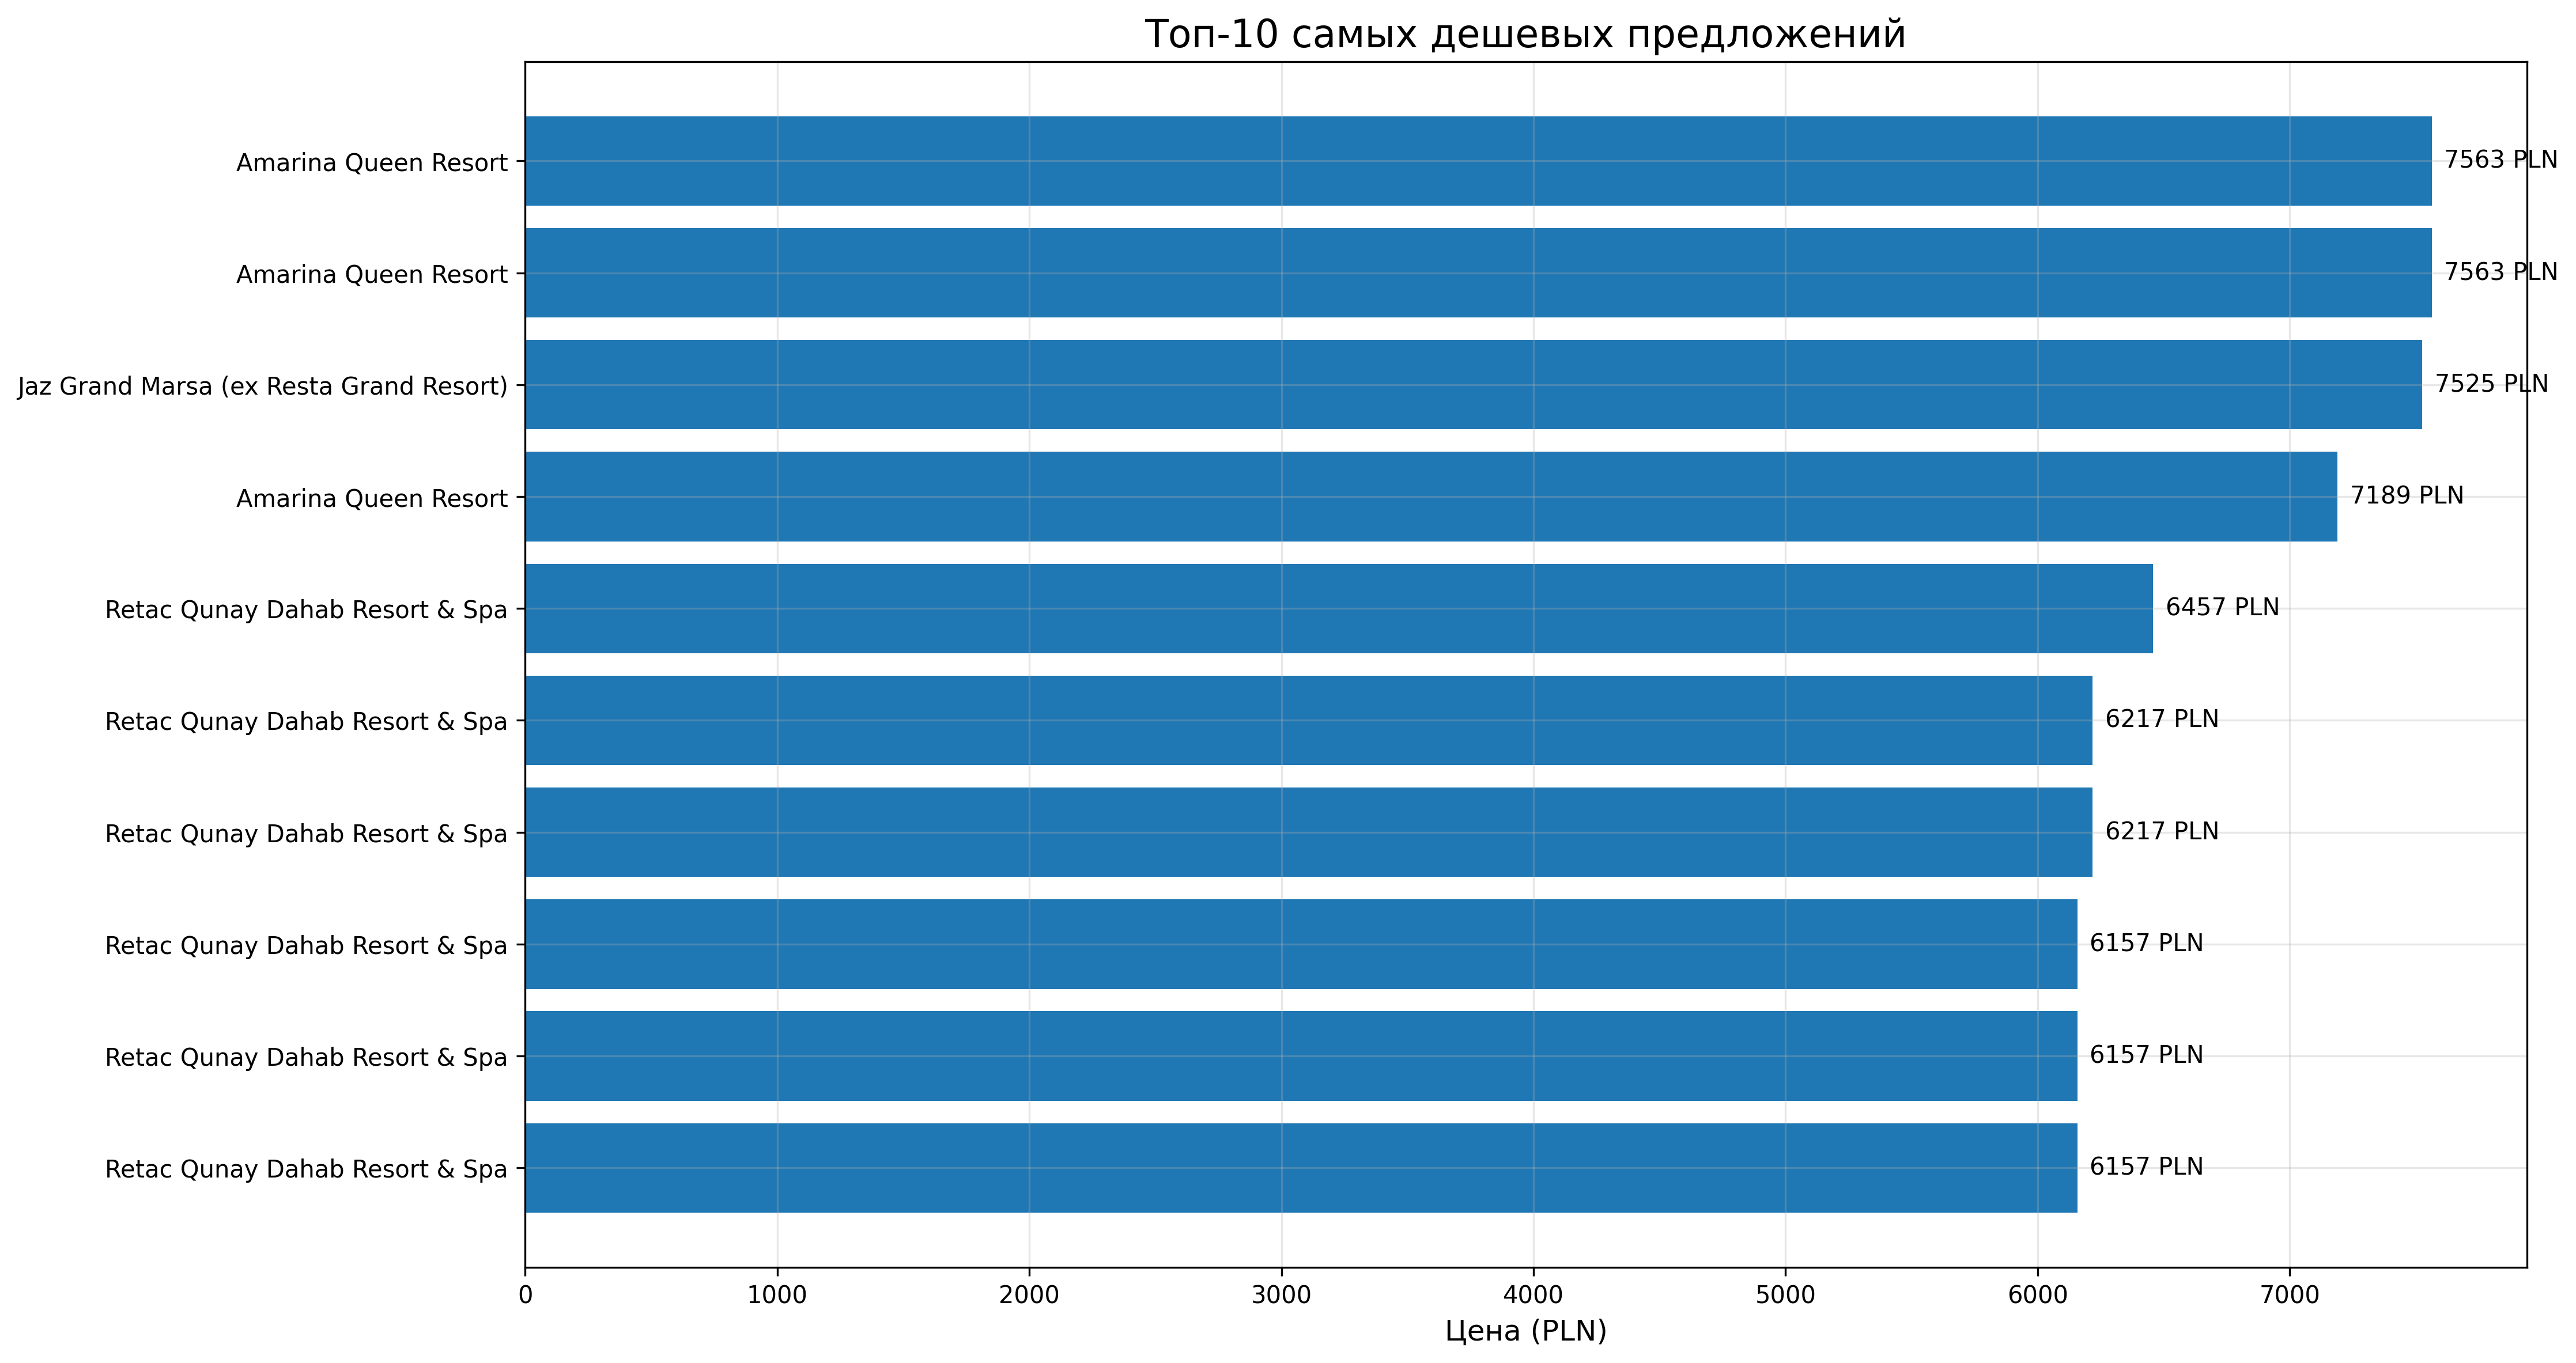 Топ-10 самых дешевых предложений
Amarina Queen Resort
7563 PLN
Amarina Queen Resort
7563 PLN
Jaz Grand Marsa (ex Resta Grand Resort)
7525 PLN
Amarina Queen Resort
7189 PLN
Retac Qunay Dahab Resort & Spa
6457 PLN
Retac Qunay Dahab Resort & Spa
6217 PLN
Retac Qunay Dahab Resort & Spa
6217 PLN
Retac Qunay Dahab Resort & Spa
6157 PLN
Retac Qunay Dahab Resort & Spa
6157 PLN
Retac Qunay Dahab Resort & Spa
6157 PLN
0 1000 2000 3000 4000 5000 6000 7000
Цена (PLN)